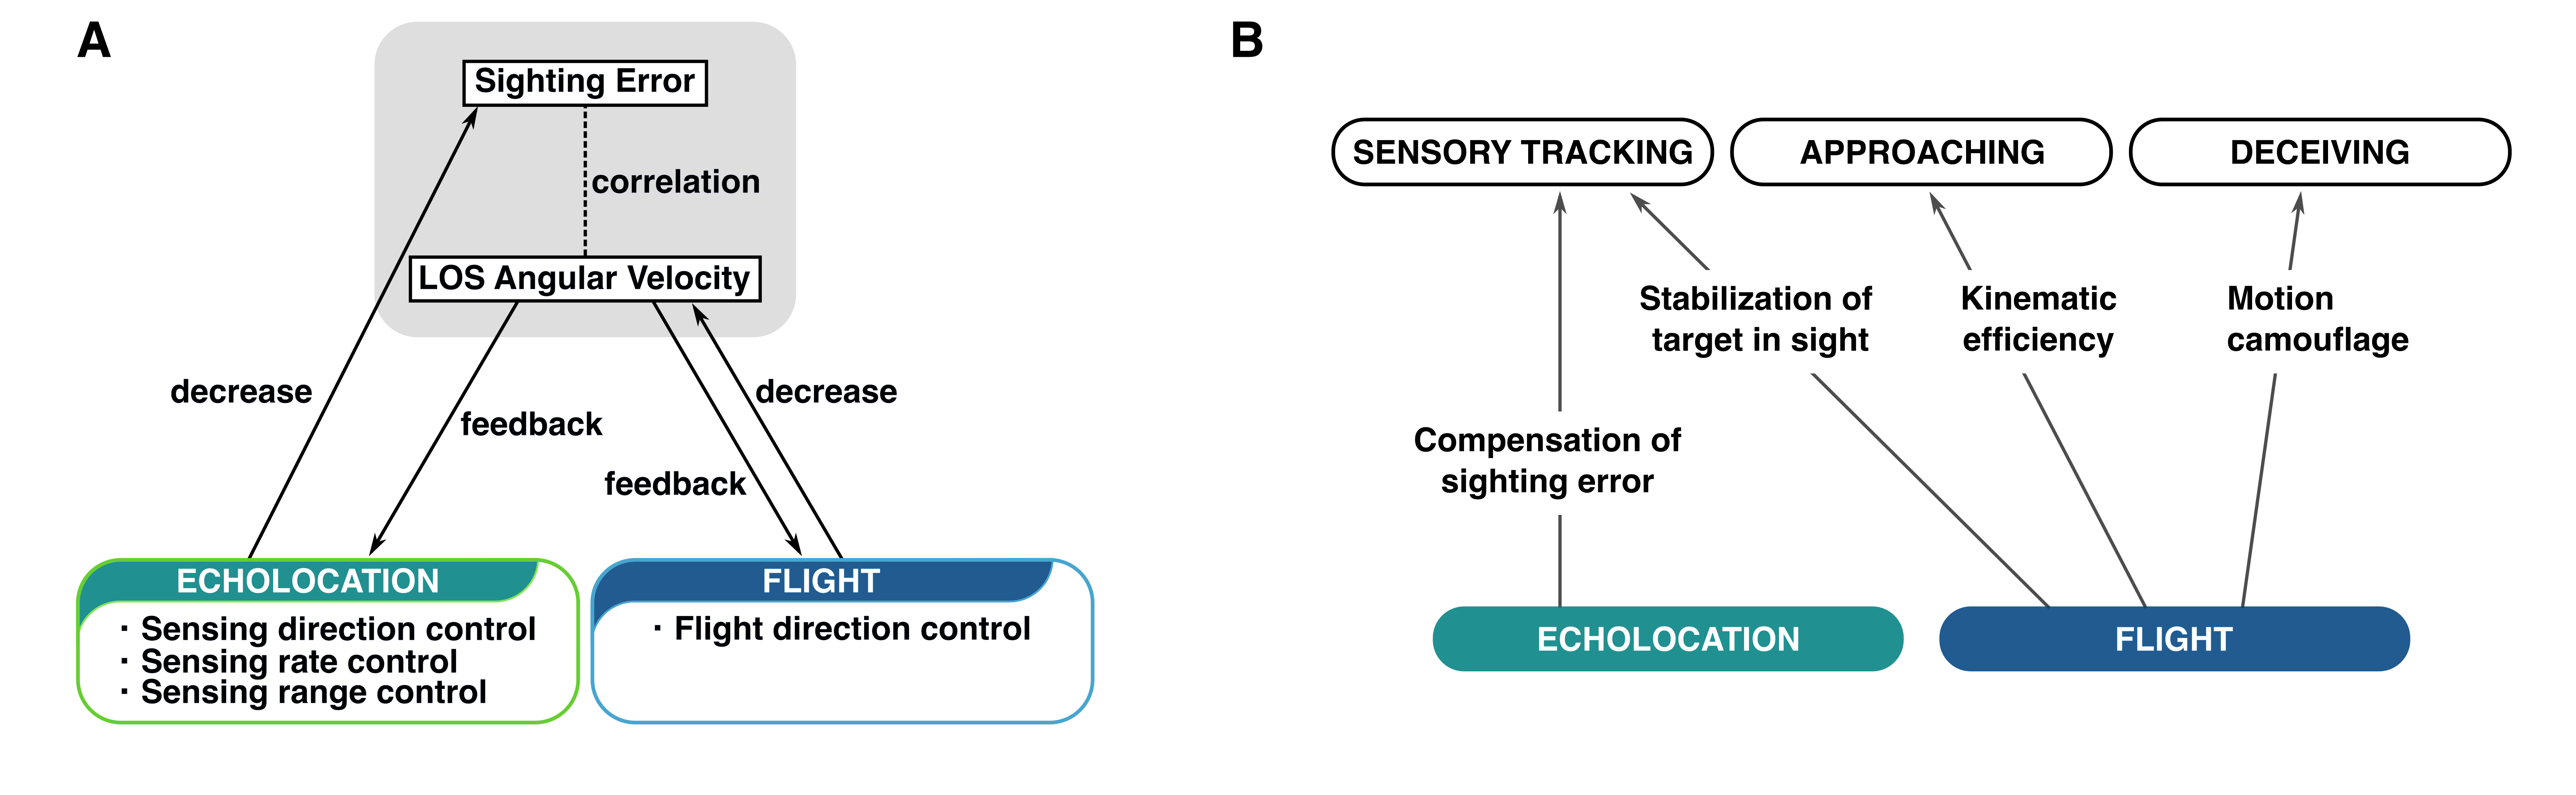 A
Sighting Error
correlation
LOS Angular Velocity
decrease
feedback
feedback
decrease
ECHOLOCATION
· Sensing direction control
· Sensing rate control
· Sensing range control
FLIGHT
· Flight direction control
B
SENSORY TRACKING
APPROACHING
DECEIVING
Stabilization of
target in sight
Kinematic
efficiency
Motion
camouflage
Compensation of
sighting error
ECHOLOCATION
FLIGHT